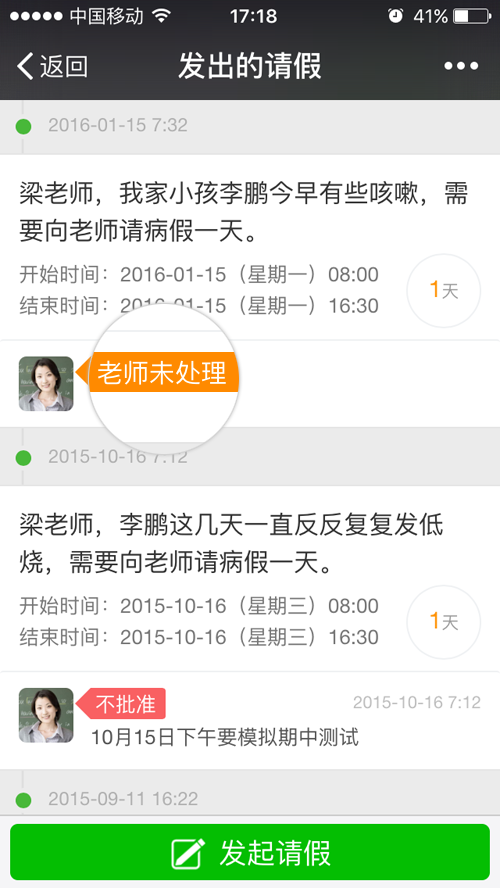 中国移动 17:18 41%
返回 发出的请假
2016-01-15 7:32
梁老师，我家小孩李鹏今早有些咳嗽，需
要向老师请病假一天。
开始时间：2016-01-15（星期一）08:00
结束时间：2016-01-15（星期一）16:30
1天
老师未处理
2015-10-16 7:12
梁老师，李鹏这几天一直反反复复发低
烧，需要向老师请病假一天。
开始时间：2015-10-16（星期三）08:00
结束时间：2015-10-16（星期三）16:30
1天
不批准 2015-10-16 7:12
10月15日下午要模拟期中测试
2015-09-11 16:22
发起请假